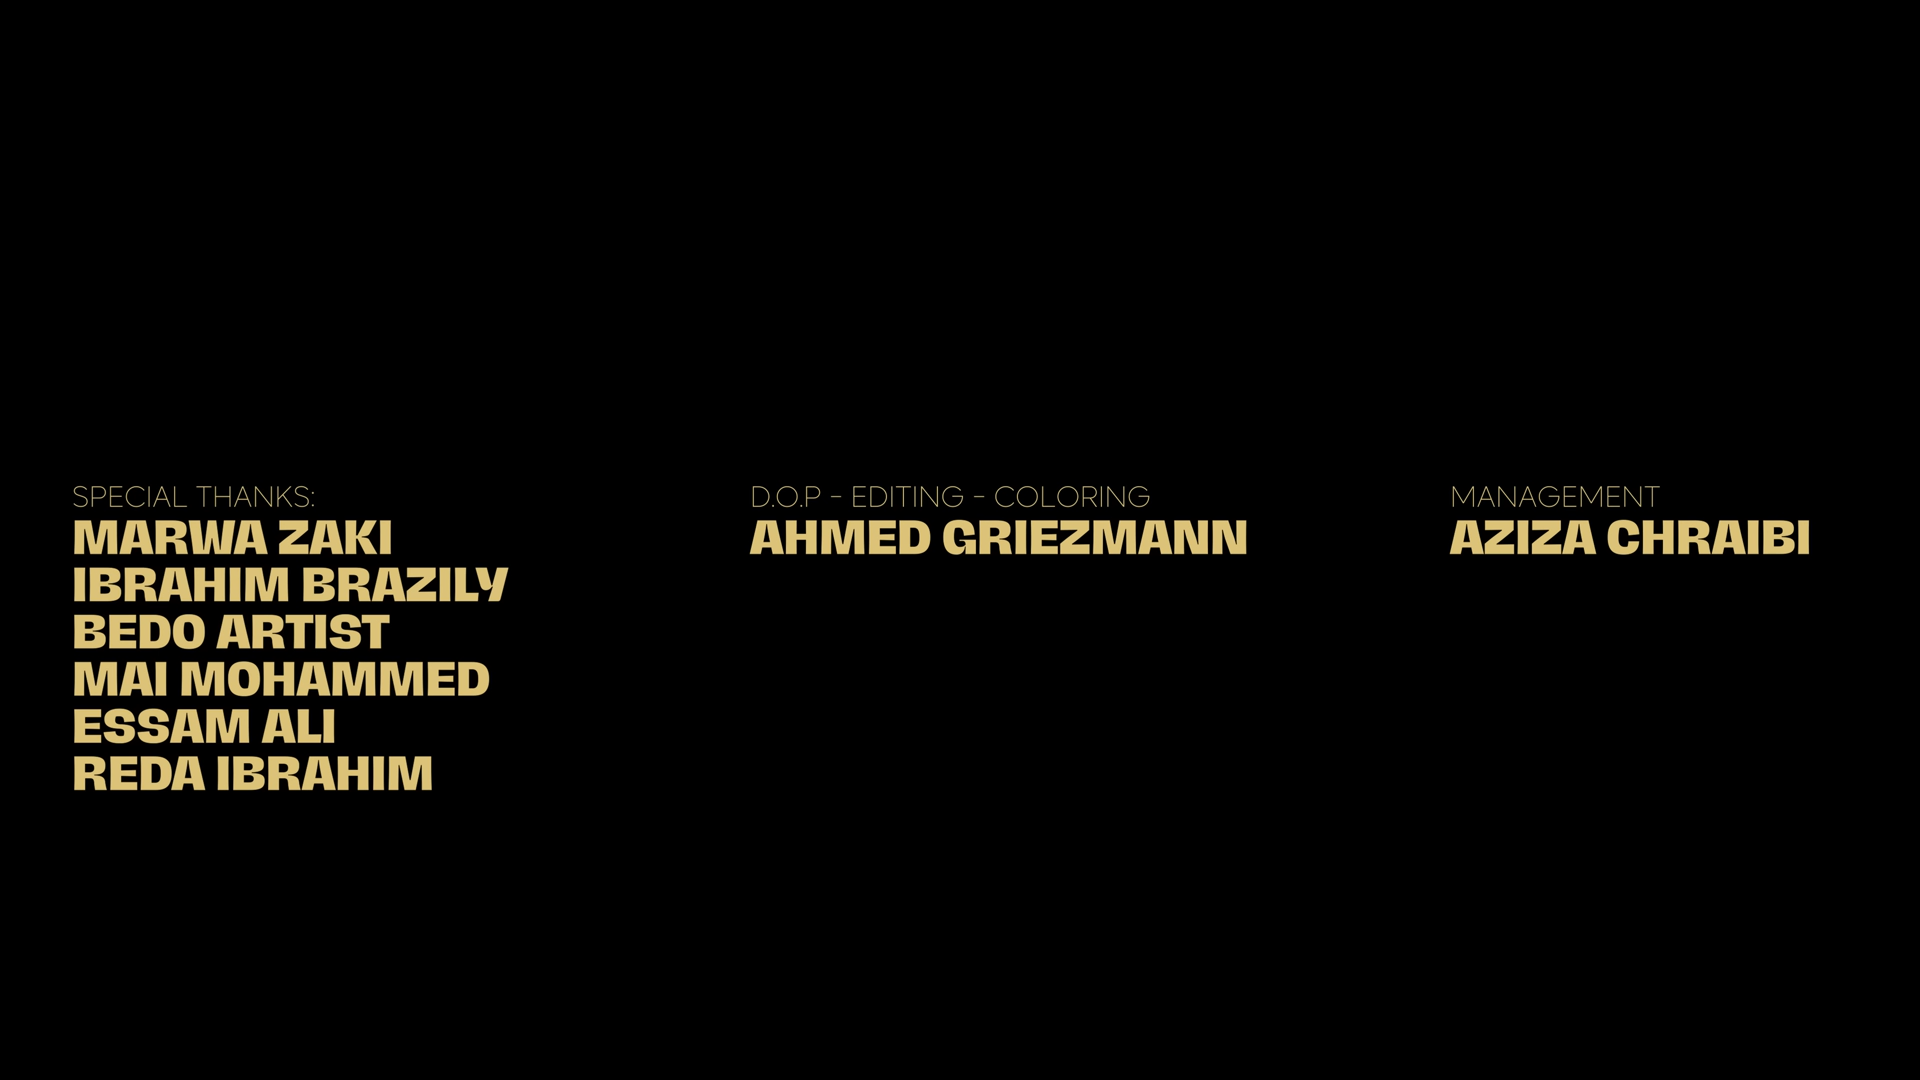 SPECIAL THANKS:
MARWA ZAKI
IBRAHIM BRAZILY
BEDO ARTIST
MAI MOHAMMED
ESSAM ALI
REDA IBRAHIM
D.O.P - EDITING - COLORING
AHMED GRIEZMANN
MANAGEMENT
AZIZA CHRAIBI